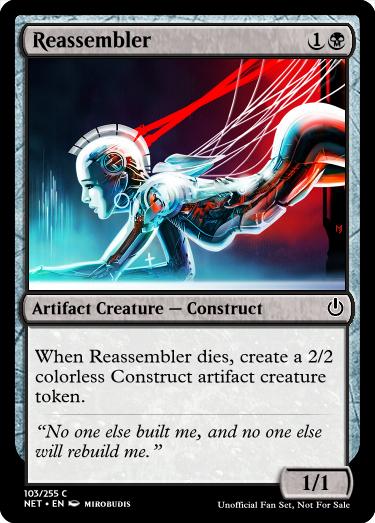 Reassembler 1
Artifact Creature — Construct
When Reassembler dies, create a 2/2
colorless Construct artifact creature
token.
“No one else built me, and no one else
will rebuild me.”
1/1
103/255 C
NET • EN MIROBUDIS
Unofficial Fan Set, Not For Sale